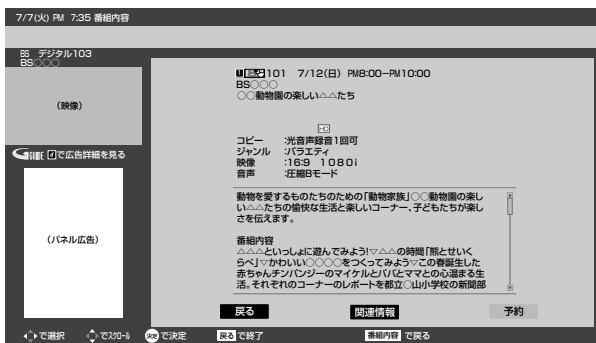 7/7(火) PM 7:35 番組内容
BS デジタル103
BS○○○
(映像)
GUIDE dで広告詳細を見る
(パネル広告)
101 7/12(日) PM8:00−PM10:00
BS○○○
○○動物園の楽しい△△たち
コピー :光音声録音1回可
ジャンル :バラエティ
映像 :16:9 1080i
音声 :圧縮Bモード
動物を愛するものたちのための「動物家族」○○動物園の楽し
い△△たちの愉快な生活と楽しいコーナー、子どもたちが楽し
さを伝えます。
番組内容
△△△といっしょに遊んでみよう!▽△△の時間「熊とせいく
らべ」▽かわいい○○○○をつくってみよう▽この春誕生した
赤ちゃんチンパンジーのマイケルとパパとママとの心温まる生
活。それぞれのコーナーのレポートを都立○山小学校の新聞部
戻る 関連情報 予約
で選択 でスクロール 決定 で決定 戻る で終了 番組内容 で戻る